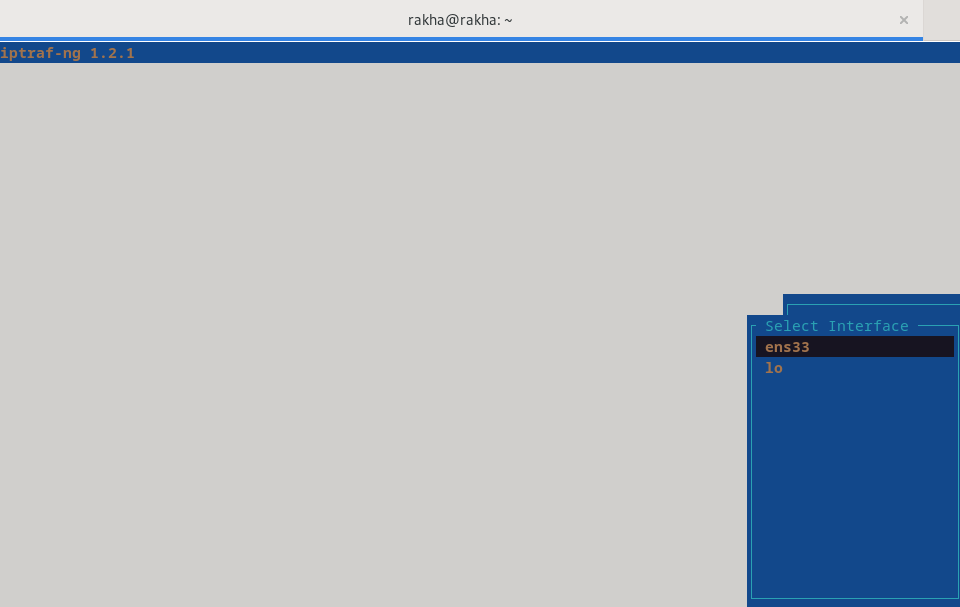 rakha@rakha: ~
iptraf-ng 1.2.1
Select Interface
ens33
lo